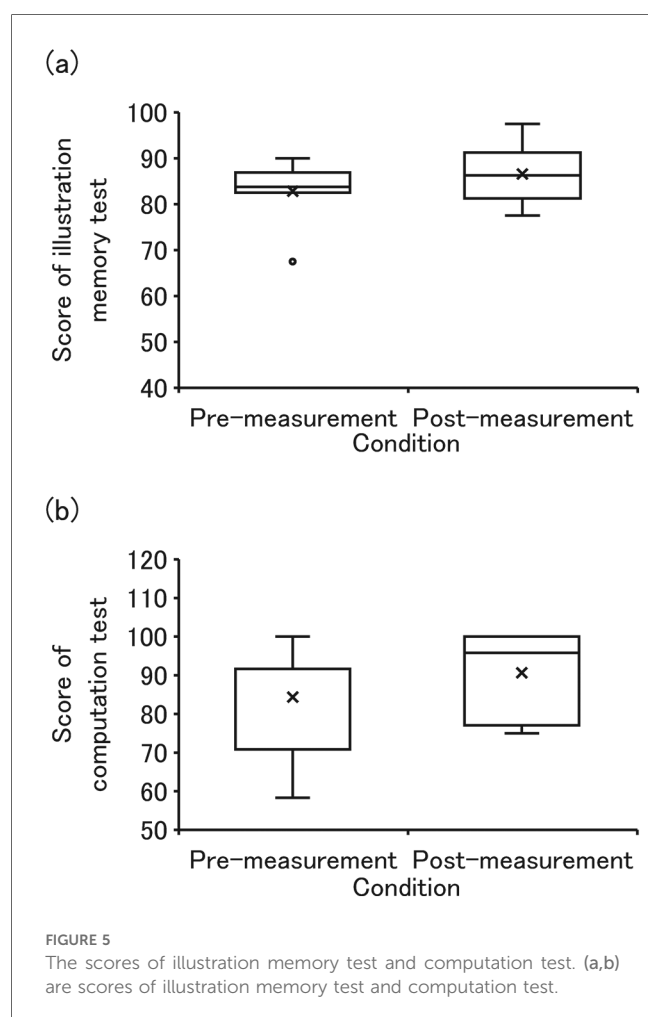 (a)
100
90
80
70
60
50
40
Score of illustration
memory test
Pre-measurement Post-measurement
Condition
(b)
120
110
100
90
80
70
60
50
Score of
computation test
Pre-measurement Post-measurement
Condition
FIGURE 5
The scores of illustration memory test and computation test. (a,b)
are scores of illustration memory test and computation test.